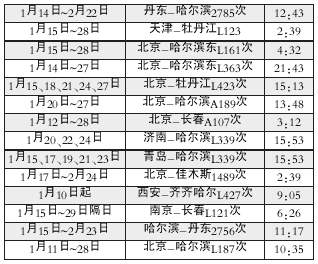 1月14日~2月22日 丹东—哈尔滨2785次 12:43
1月15日~28日 天津—牡丹江L123 2:39
1月15日~28日 北京—哈尔滨东L161次 4:32
1月14日~27日 北京—哈尔滨东L363次 21:43
1月15、18、21、24、27日 北京—牡丹江L423次 15:13
1月20日~27日 北京—哈尔滨A189次 13:48
1月12日~28日 北京—长春A107次 3:12
1月20、22、24日 济南—哈尔滨L339次 15:53
1月15、17、19、21、23日 青岛—哈尔滨L339次 15:53
1月17日~2月24日 北京—佳木斯1489次 2:39
1月10日起 西安—齐齐哈尔L427次 9:05
1月15日~29日隔日 南京—长春L121次 6:26
1月15日~2月23日 哈尔滨—丹东2756次 11:17
1月11日~28日 北京—哈尔滨L187次 10:35